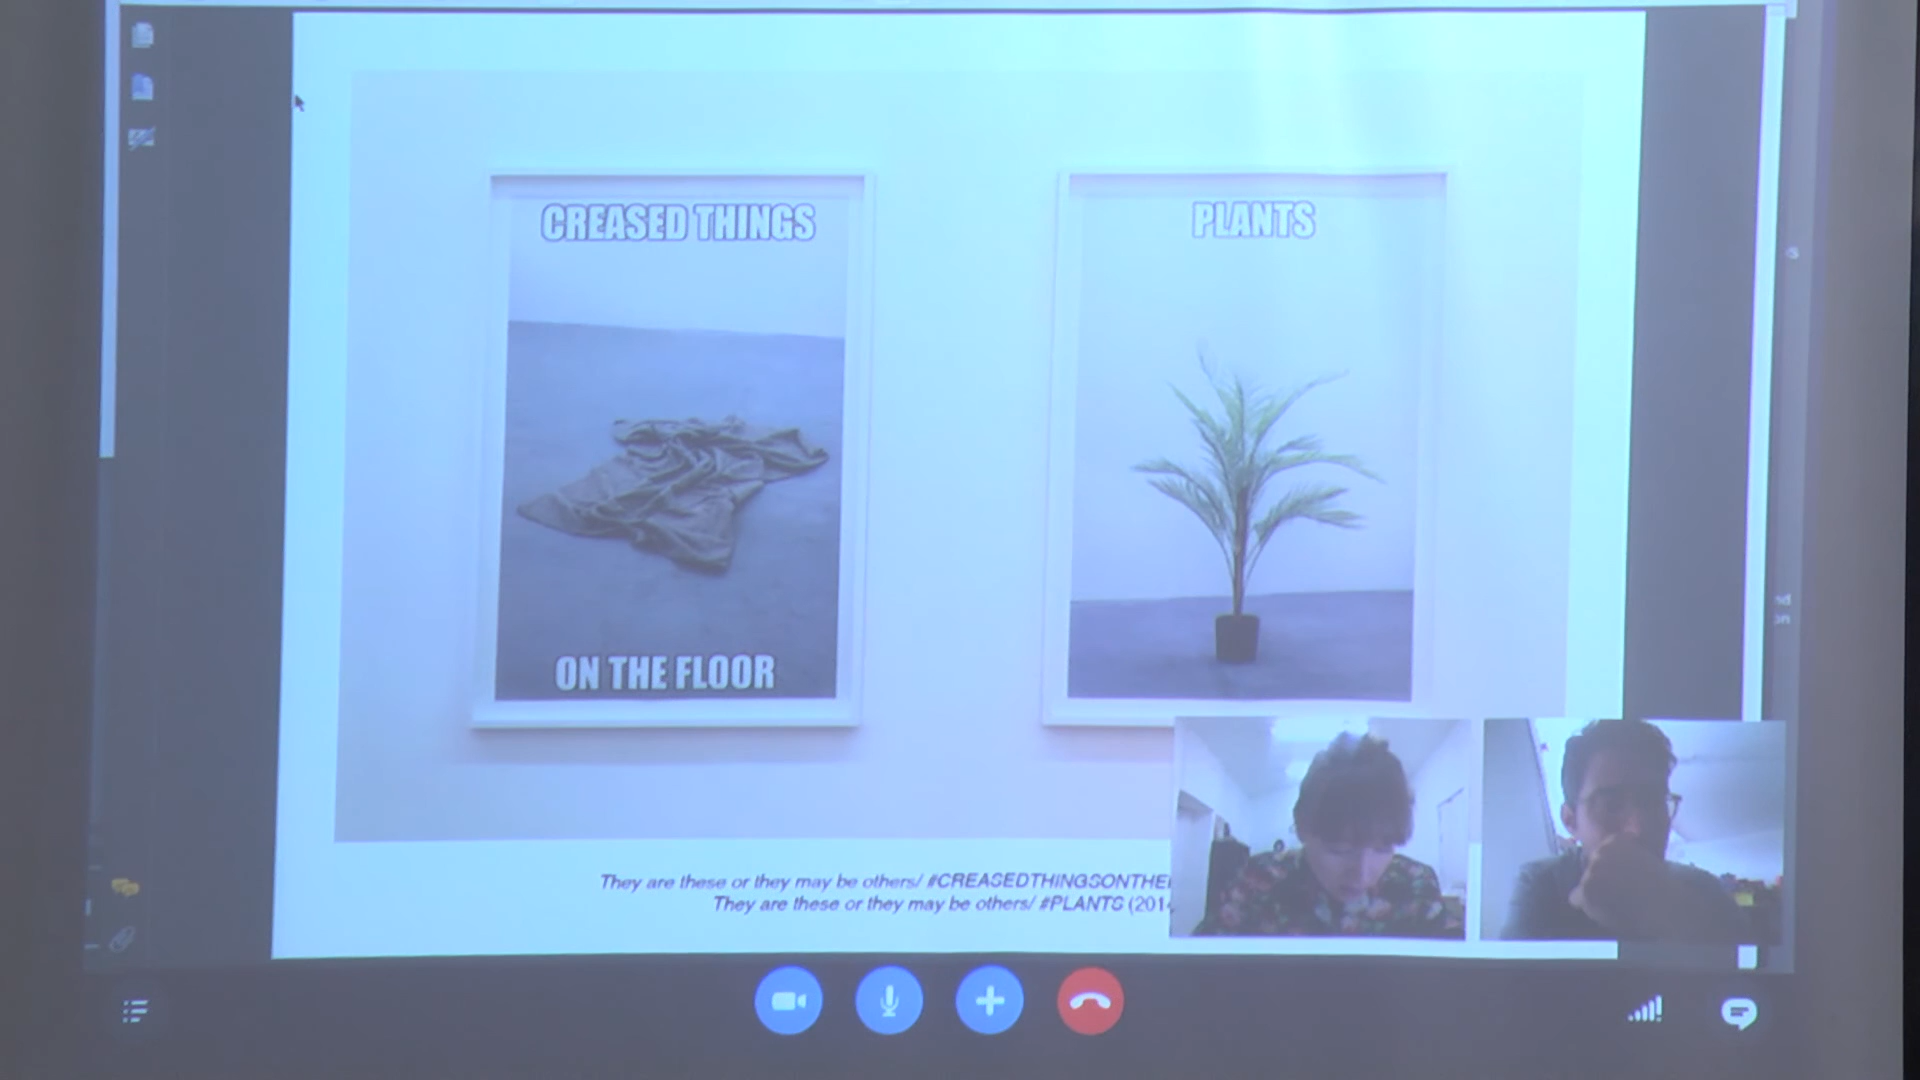 CREASED THINGS
ON THE FLOOR
PLANTS
They are these or they may be others/ #CREASEDTHINGSONTHE
They are these or they may be others/ #PLANTS (201